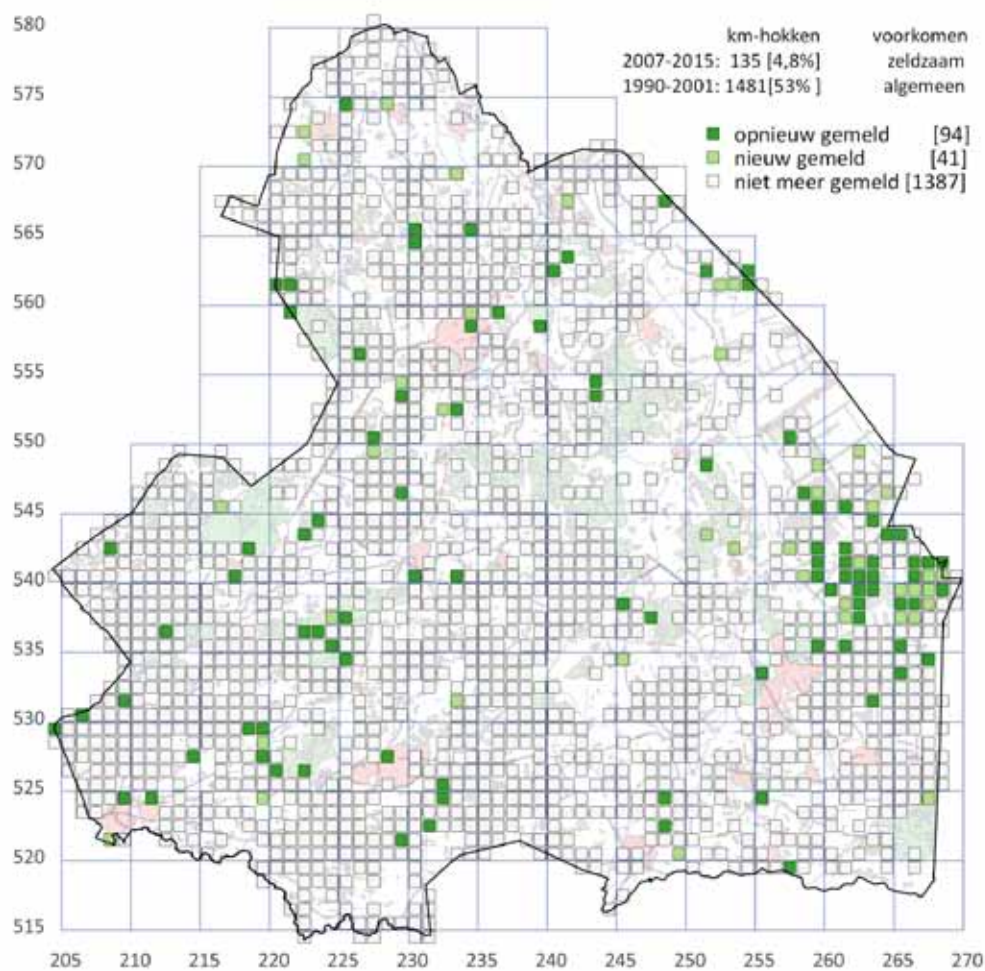 580
km-hokken voorkomen
2007-2015: 135 [4,8%] zeldzaam
1990-2001: 1481[53% ] algemeen
575
opnieuw gemeld [94]
nieuw gemeld [41]
niet meer gemeld [1387]
570
565
560
555
550
545
540
535
530
525
520
515
205 210 215 220 225 230 235 240 245 250 255 260 265 270